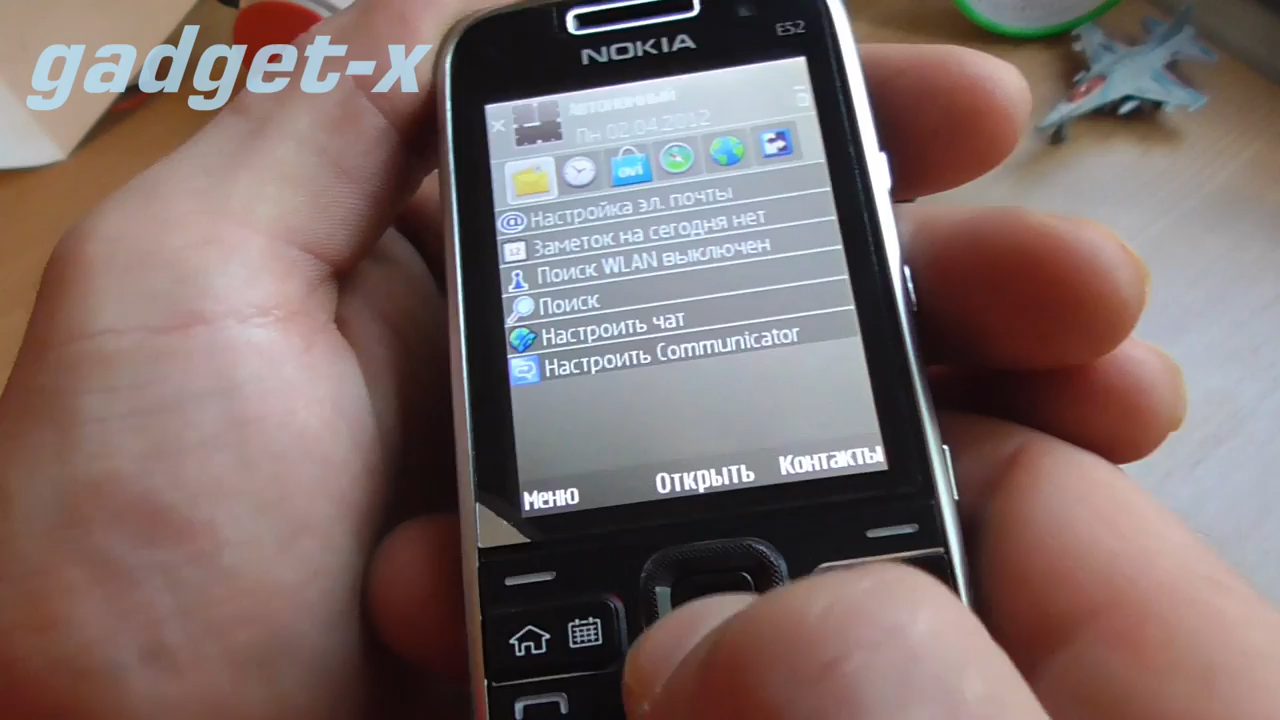 gadget-x
E52
NOKIA
Автономный
Пн 02.04.2012
ovi
Настройка эл. почты
12
Заметок на сегодня нет
Поиск WLAN выключен
Поиск
Настроить чат
Настроить Communicator
Меню Открыть Контакты